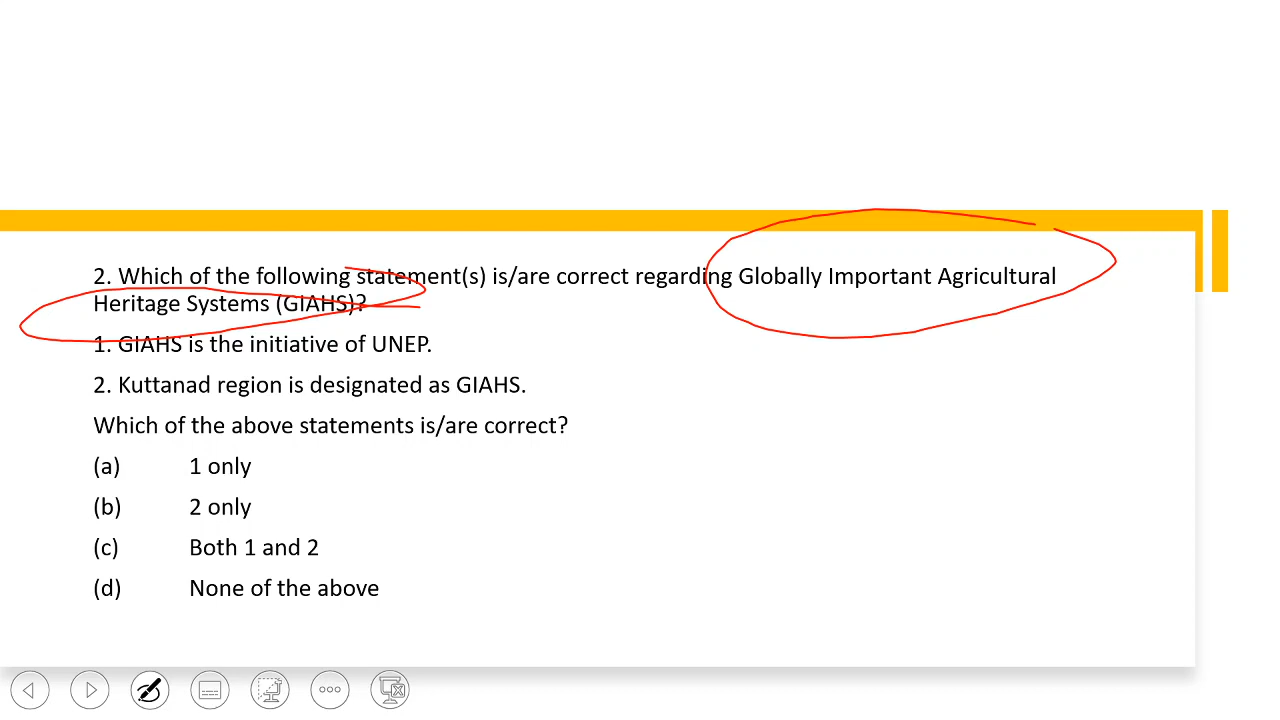 2. Which of the following statement(s) is/are correct regarding Globally Important Agricultural
Heritage Systems (GIAHS)?
1. GIAHS is the initiative of UNEP.
2. Kuttanad region is designated as GIAHS.
Which of the above statements is/are correct?
(a) 1 only
(b) 2 only
(c) Both 1 and 2
(d) None of the above